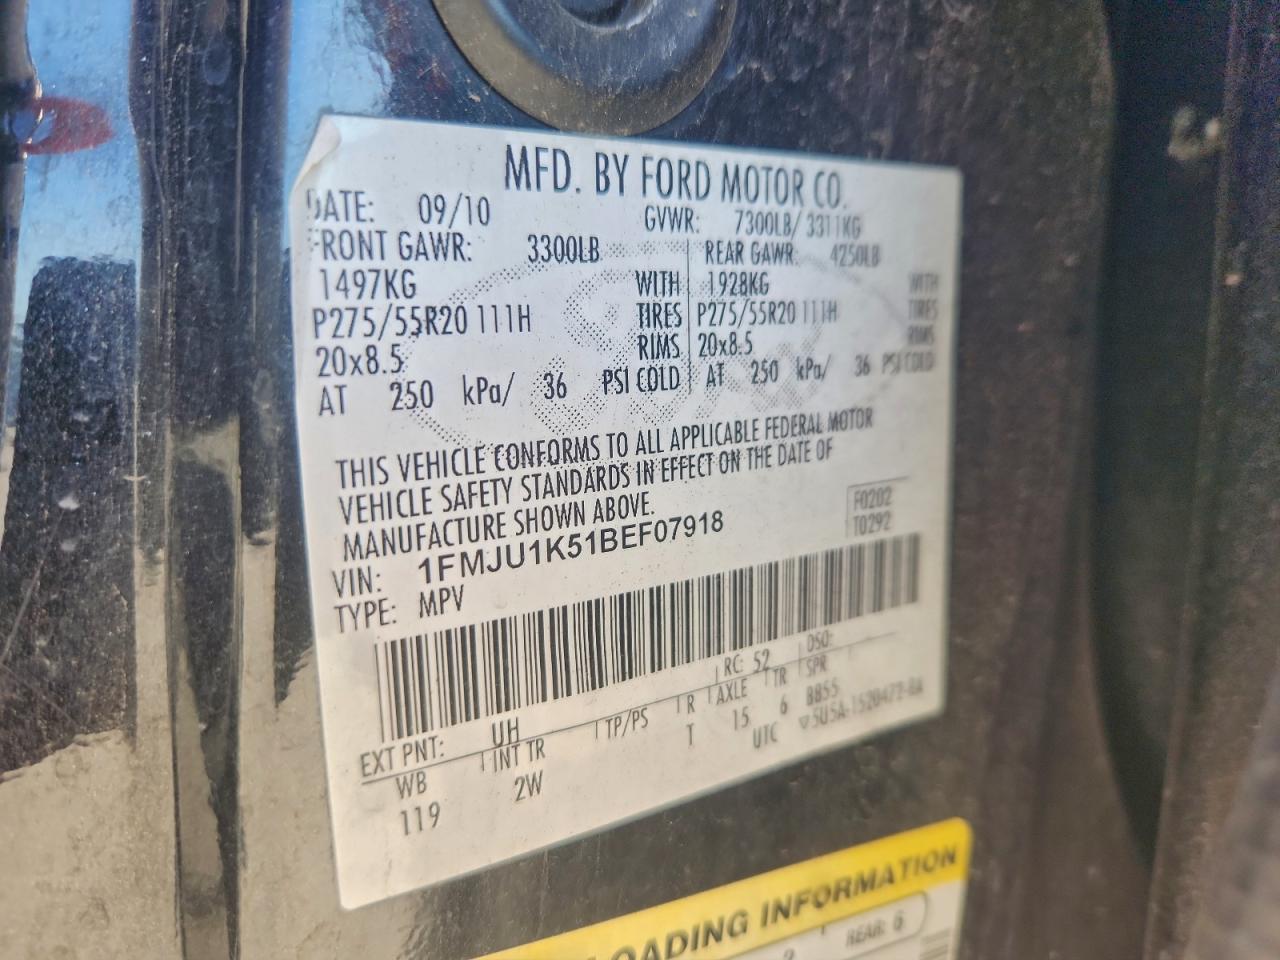 MFD. BY FORD MOTOR CO.
DATE: 09/10 GVWR: 7300LB/ 3311KG
FRONT GAWR: 3300LB REAR GAWR: 4250LB
1497KG WITH 1928KG WITH
P275/55R20 111H TIRES P275/55R20 111H TIRES
20x8.5 RIMS 20x8.5 RIMS
AT 250 kPa/ 36 PSI COLD AT 250 kPa/ 36 PSI COLD
THIS VEHICLE CONFORMS TO ALL APPLICABLE FEDERAL MOTOR
VEHICLE SAFETY STANDARDS IN EFFECT ON THE DATE OF
MANUFACTURE SHOWN ABOVE.
F0202
T0292
VIN: 1FMJU1K51BEF07918
TYPE: MPV
EXT PNT: UH RC: 52 DSO:
WB INT TR TP/PS R AXLE TR SPR
119 2W T 15 6 BB55
UTC ▽5U5A-1520472-BA
LOADING INFORMATION
REAR: 6